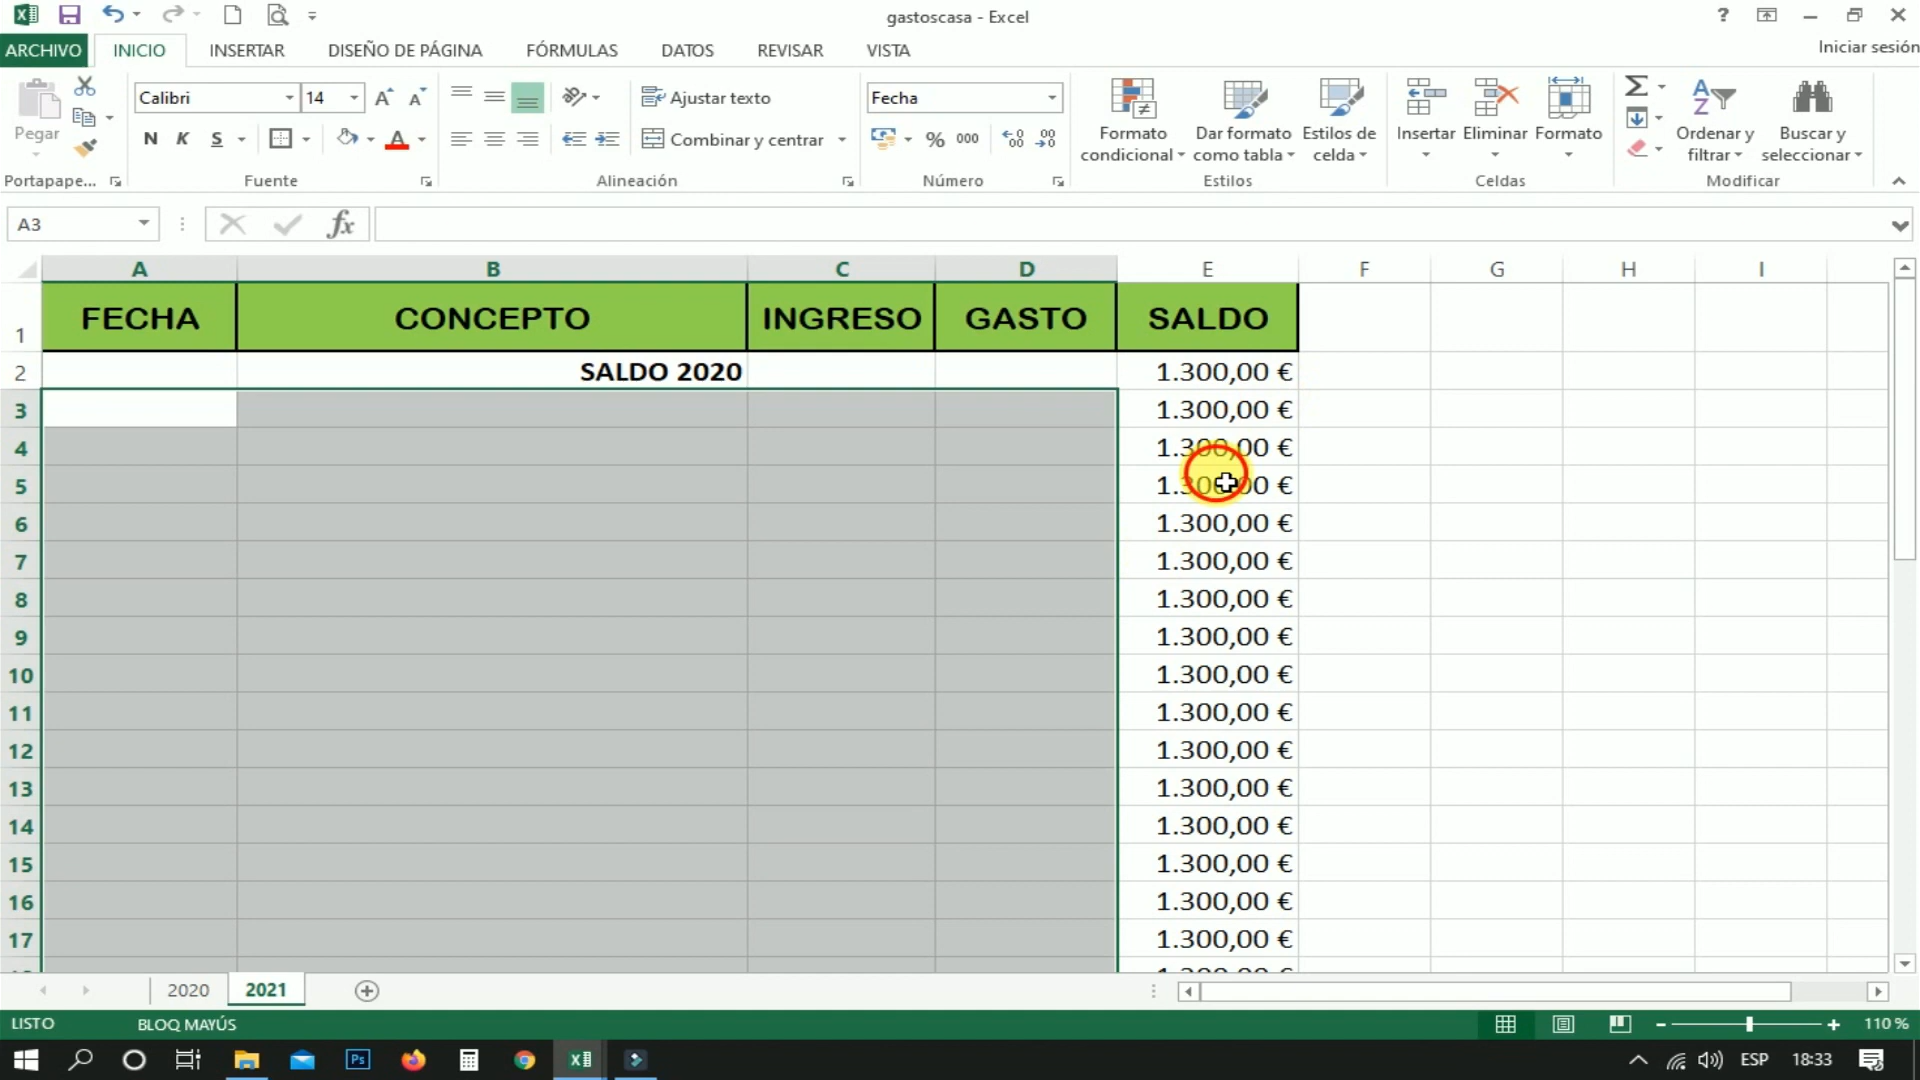 gastoscasa - Excel
ARCHIVO INICIO INSERTAR DISEÑO DE PÁGINA FÓRMULAS DATOS REVISAR VISTA Iniciar sesión
Pegar
Portapape...
Calibri 14
N K S
Fuente
Ajustar texto
Combinar y centrar
Alineación
Fecha
% 000
Número
Formato condicional
Dar formato como tabla
Estilos de celda
Estilos
Insertar Eliminar Formato
Celdas
Ordenar y filtrar
Buscar y seleccionar
Modificar
A3 fx
A B C D E F G H I
1 FECHA CONCEPTO INGRESO GASTO SALDO
2 SALDO 2020 1.300,00 €
3 1.300,00 €
4 1.300,00 €
5 1.300,00 €
6 1.300,00 €
7 1.300,00 €
8 1.300,00 €
9 1.300,00 €
10 1.300,00 €
11 1.300,00 €
12 1.300,00 €
13 1.300,00 €
14 1.300,00 €
15 1.300,00 €
16 1.300,00 €
17 1.300,00 €
2020 2021
LISTO BLOQ MAYÚS 110 %
Ps ESP 18:33